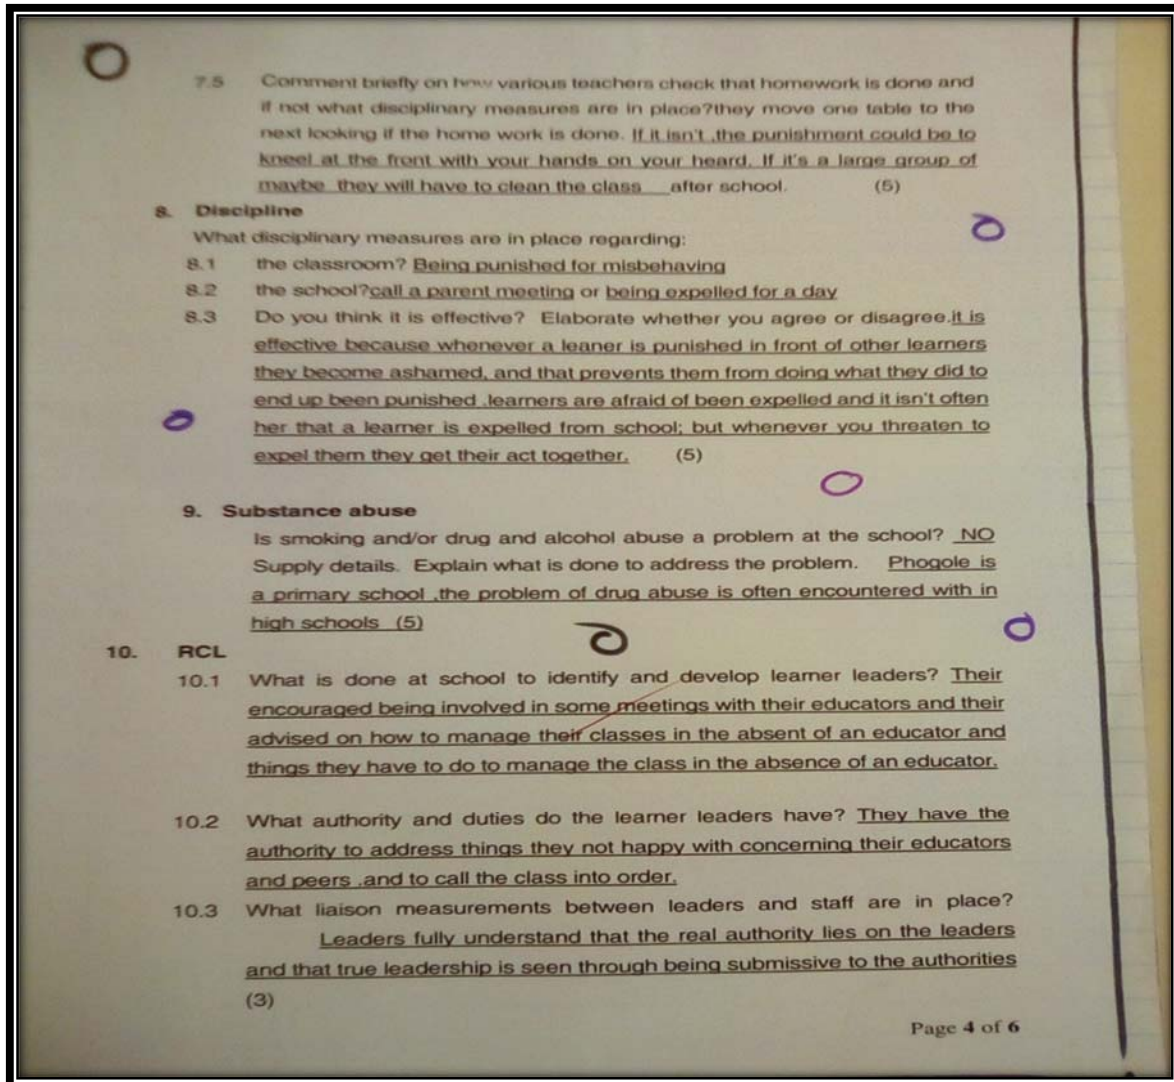 7.5 Comment briefly on how various teachers check that homework is done and
if not what disciplinary measures are in place?they move one table to the
next looking if the home work is done. If it isn't ,the punishment could be to
kneel at the front with your hands on your heard. If it's a large group of
maybe they will have to clean the class after school. (5)
8. Discipline
What disciplinary measures are in place regarding:
8.1 the classroom? Being punished for misbehaving
8.2 the school?call a parent meeting or being expelled for a day
8.3 Do you think it is effective? Elaborate whether you agree or disagree.it is
effective because whenever a leaner is punished in front of other learners
they become ashamed, and that prevents them from doing what they did to
end up been punished .learners are afraid of been expelled and it isn't often
her that a learner is expelled from school; but whenever you threaten to
expel them they get their act together. (5)
9. Substance abuse
Is smoking and/or drug and alcohol abuse a problem at the school? NO
Supply details. Explain what is done to address the problem. Phogole is
a primary school ,the problem of drug abuse is often encountered with in
high schools (5)
10. RCL
10.1 What is done at school to identify and develop learner leaders? Their
encouraged being involved in some meetings with their educators and their
advised on how to manage their classes in the absent of an educator and
things they have to do to manage the class in the absence of an educator.
10.2 What authority and duties do the learner leaders have? They have the
authority to address things they not happy with concerning their educators
and peers .and to call the class into order.
10.3 What liaison measurements between leaders and staff are in place?
Leaders fully understand that the real authority lies on the leaders
and that true leadership is seen through being submissive to the authorities
(3)
Page 4 of 6